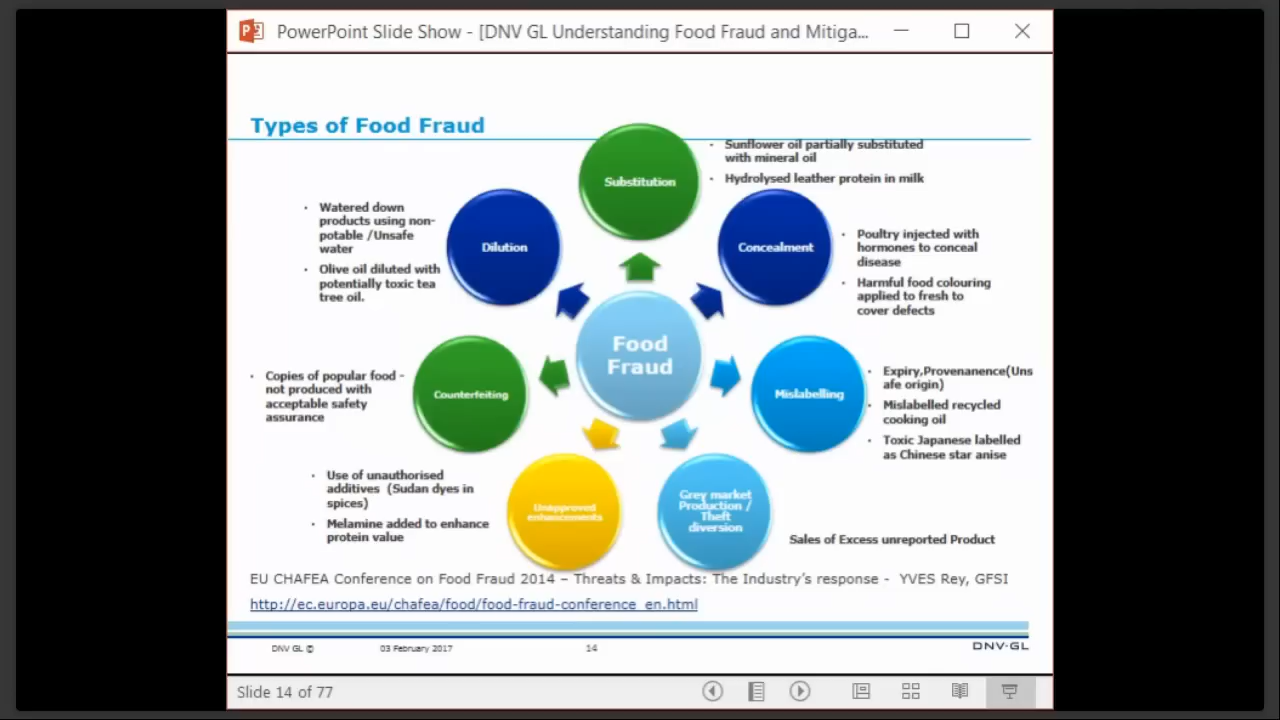 PowerPoint Slide Show - [DNV GL Understanding Food Fraud and Mitiga...
Types of Food Fraud
Substitution
• Sunflower oil partially substituted
with mineral oil
• Hydrolysed leather protein in milk
Dilution
• Watered down
products using non-
potable /Unsafe
water
• Olive oil diluted with
potentially toxic tea
tree oil.
Concealment
• Poultry injected with
hormones to conceal
disease
• Harmful food colouring
applied to fresh to
cover defects
Food
Fraud
Counterfeiting
• Copies of popular food -
not produced with
acceptable safety
assurance
Mislabelling
• Expiry,Provenanence(Uns
afe origin)
• Mislabelled recycled
cooking oil
• Toxic Japanese labelled
as Chinese star anise
Unapproved
enhancements
• Use of unauthorised
additives (Sudan dyes in
spices)
• Melamine added to enhance
protein value
Grey market
Production /
Theft
diversion
Sales of Excess unreported Product
EU CHAFEA Conference on Food Fraud 2014 – Threats & Impacts: The Industry's response - YVES Rey, GFSI
http://ec.europa.eu/chafea/food/food-fraud-conference_en.html
DNV GL ©
03 February 2017
14
DNV·GL
Slide 14 of 77